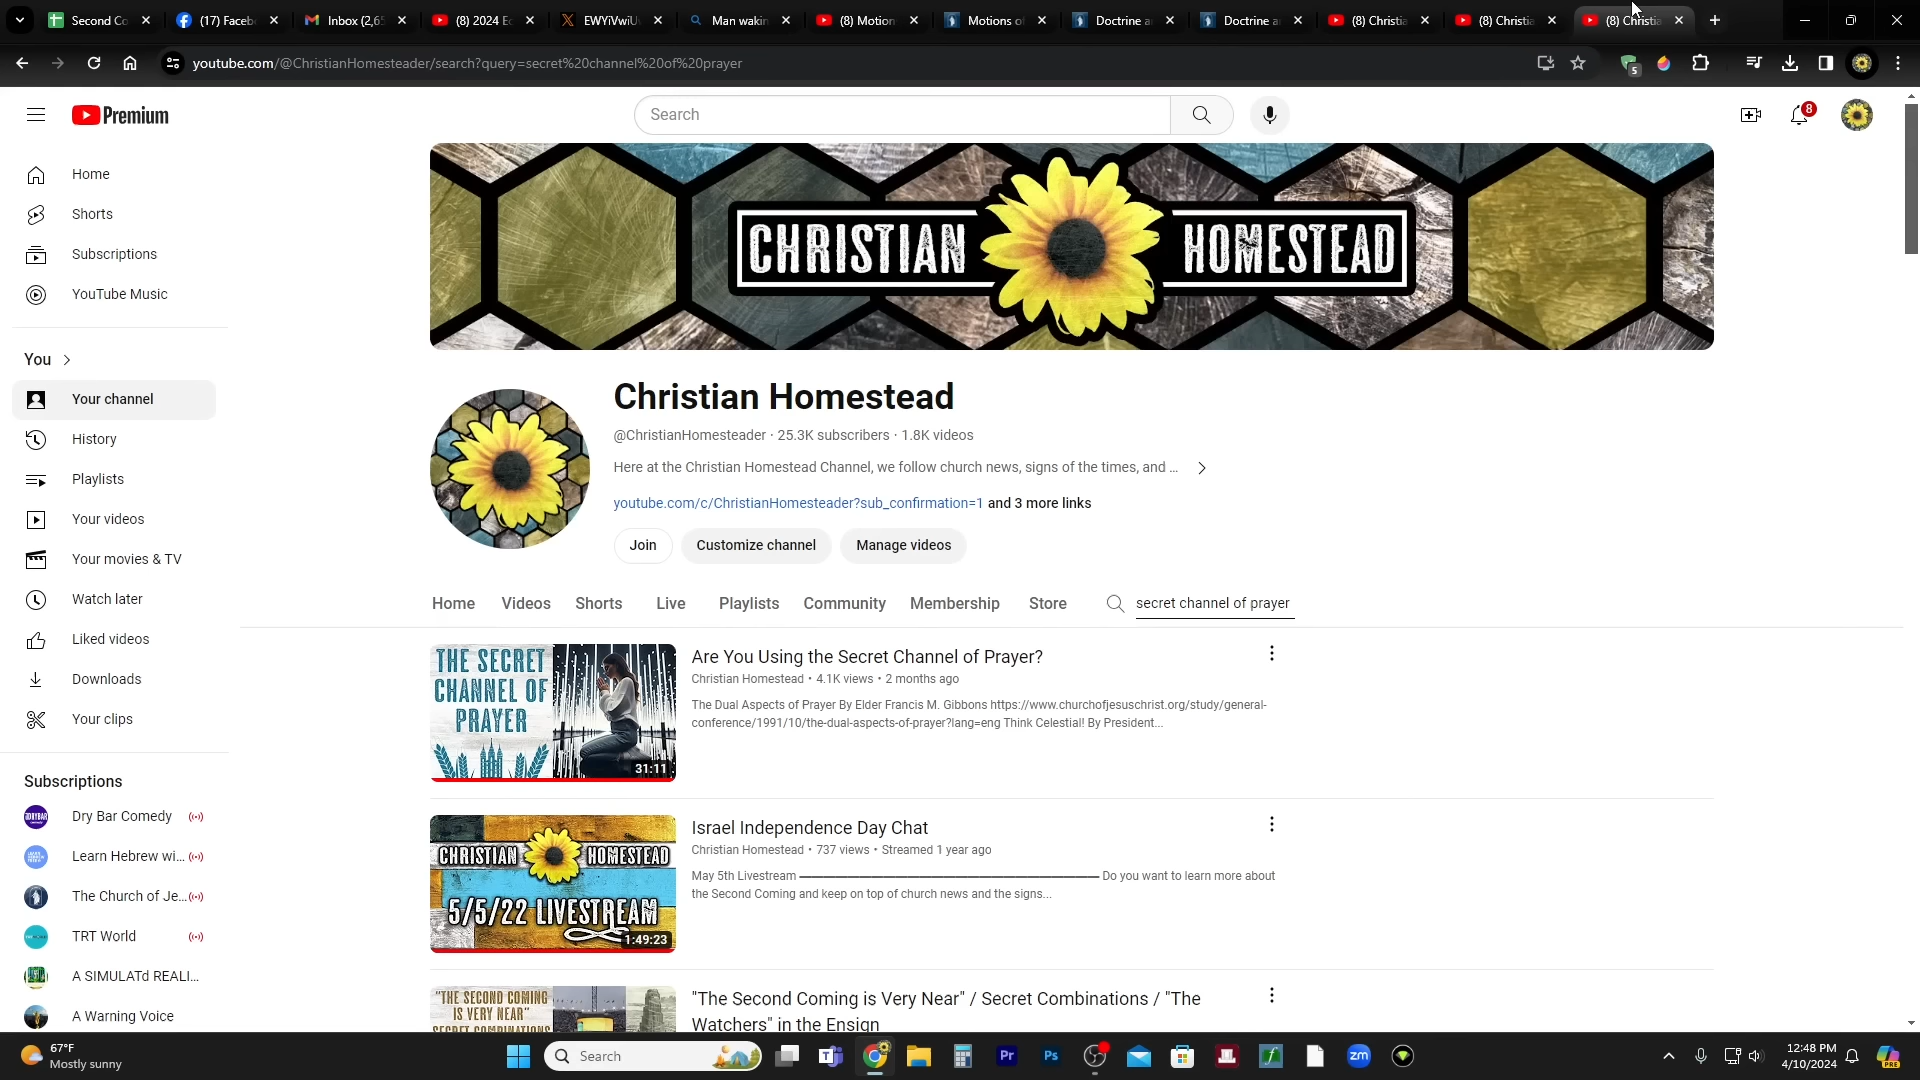 Second Co
(17) Faceb
Inbox (2,65
(8) 2024 Ec
EWYiVwiU
Man wakin
(8) Motion
Motions o
Doctrine a
Doctrine a
(8) Christia
(8) Christia
(8) Christia
youtube.com/@ChristianHomesteader/search?query=secret%20channel%20of%20prayer
5
Premium
Search
8
Home
Shorts
Subscriptions
YouTube Music
You
Your channel
History
Playlists
Your videos
Your movies & TV
Watch later
Liked videos
Downloads
Your clips
Subscriptions
Dry Bar Comedy
Learn Hebrew wi...
The Church of Je...
TRT World
A SIMULATd REALI...
A Warning Voice
CHRISTIAN HOMESTEAD
Christian Homestead
@ChristianHomesteader · 25.3K subscribers · 1.8K videos
Here at the Christian Homestead Channel, we follow church news, signs of the times, and ...
youtube.com/c/ChristianHomesteader?sub_confirmation=1 and 3 more links
Join
Customize channel
Manage videos
Home
Videos
Shorts
Live
Playlists
Community
Membership
Store
secret channel of prayer
THE SECRET
CHANNEL OF
PRAYER
31:11
Are You Using the Secret Channel of Prayer?
Christian Homestead • 4.1K views • 2 months ago
The Dual Aspects of Prayer By Elder Francis M. Gibbons https://www.churchofjesuschrist.org/study/general-
conference/1991/10/the-dual-aspects-of-prayer?lang=eng Think Celestial! By President...
CHRISTIAN HOMESTEAD
5/5/22 LIVESTREAM
1:49:23
Israel Independence Day Chat
Christian Homestead • 737 views • Streamed 1 year ago
May 5th Livestream ———————————————————— Do you want to learn more about
the Second Coming and keep on top of church news and the signs...
"THE SECOND COMING
IS VERY NEAR"
SECRET COMBINATIONS
"The Second Coming is Very Near" / Secret Combinations / "The
Watchers" in the Ensign
67°F
Mostly sunny
Search
Pr
Ps
zm
12:48 PM
4/10/2024
PRE